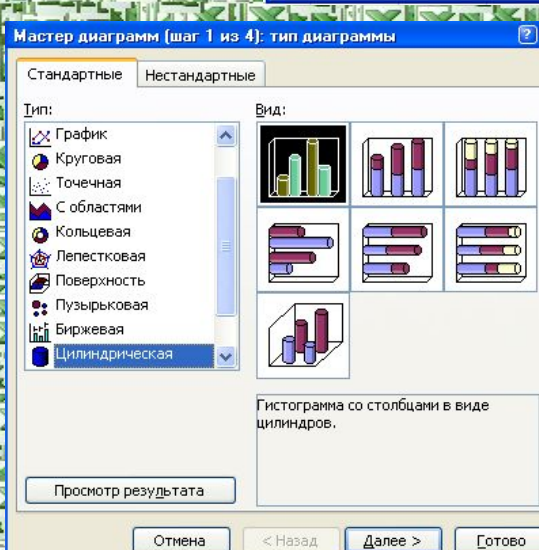 Мастер диаграмм (шаг 1 из 4): тип диаграммы
Стандартные Нестандартные
Тип: Вид:
График
Круговая
Точечная
С областями
Кольцевая
Лепестковая
Поверхность
Пузырьковая
Биржевая
Цилиндрическая
Гистограмма со столбцами в виде
цилиндров.
Просмотр результата
Отмена < Назад Далее > Готово